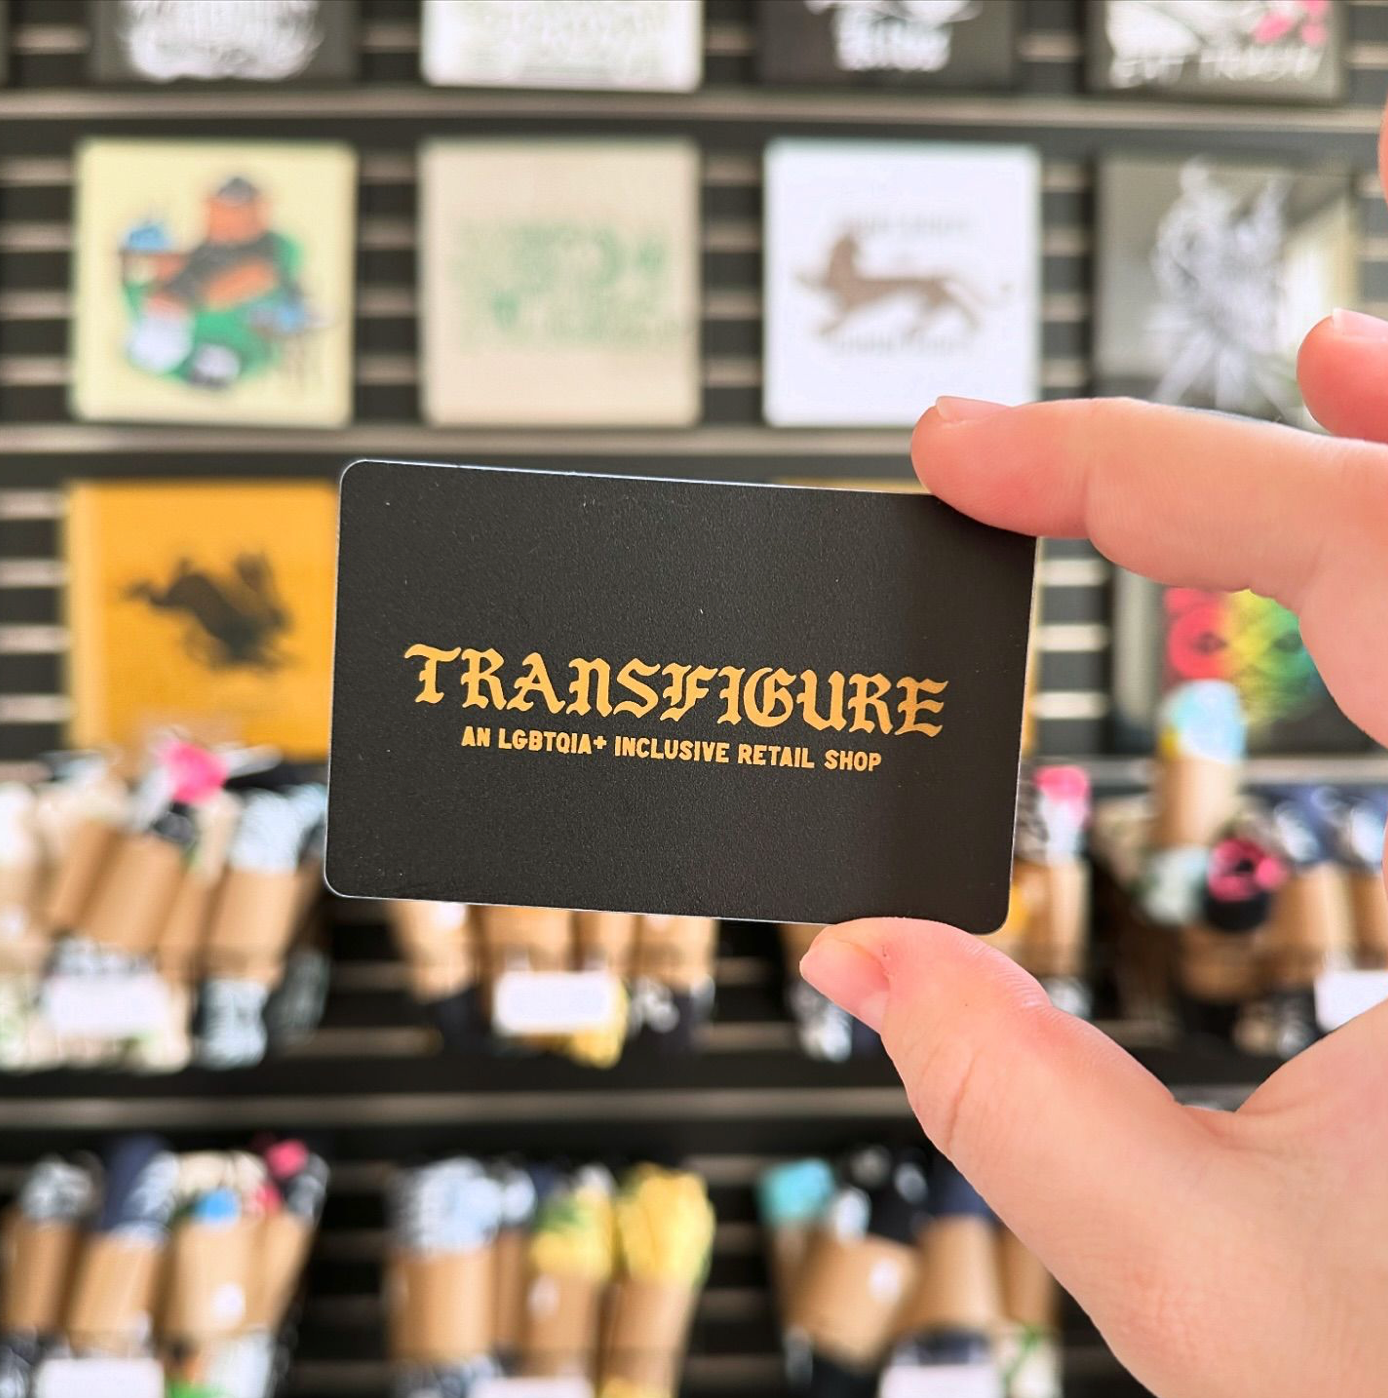 TRANSFIGURE
AN LGBTQIA+ INCLUSIVE RETAIL SHOP